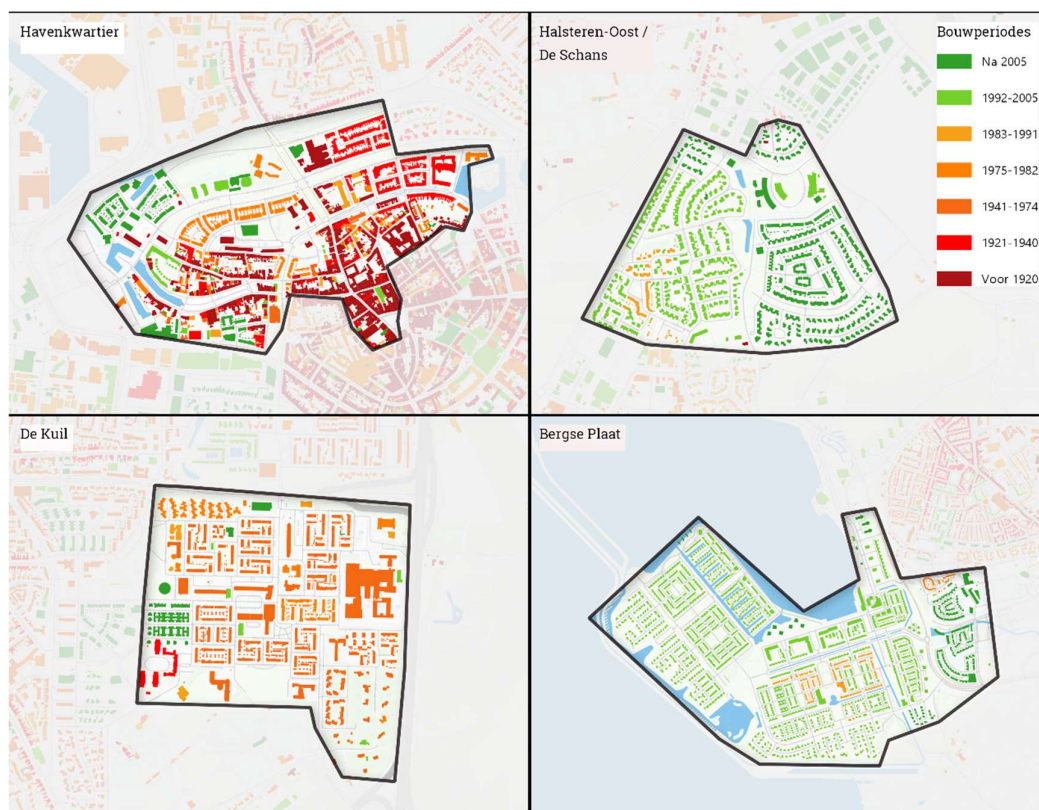 Havenkwartier
Halsteren-Oost /
De Schans
Bouwperiodes
Na 2005
1992-2005
1983-1991
1975-1982
1941-1974
1921-1940
Voor 1920
De Kuil
Bergse Plaat